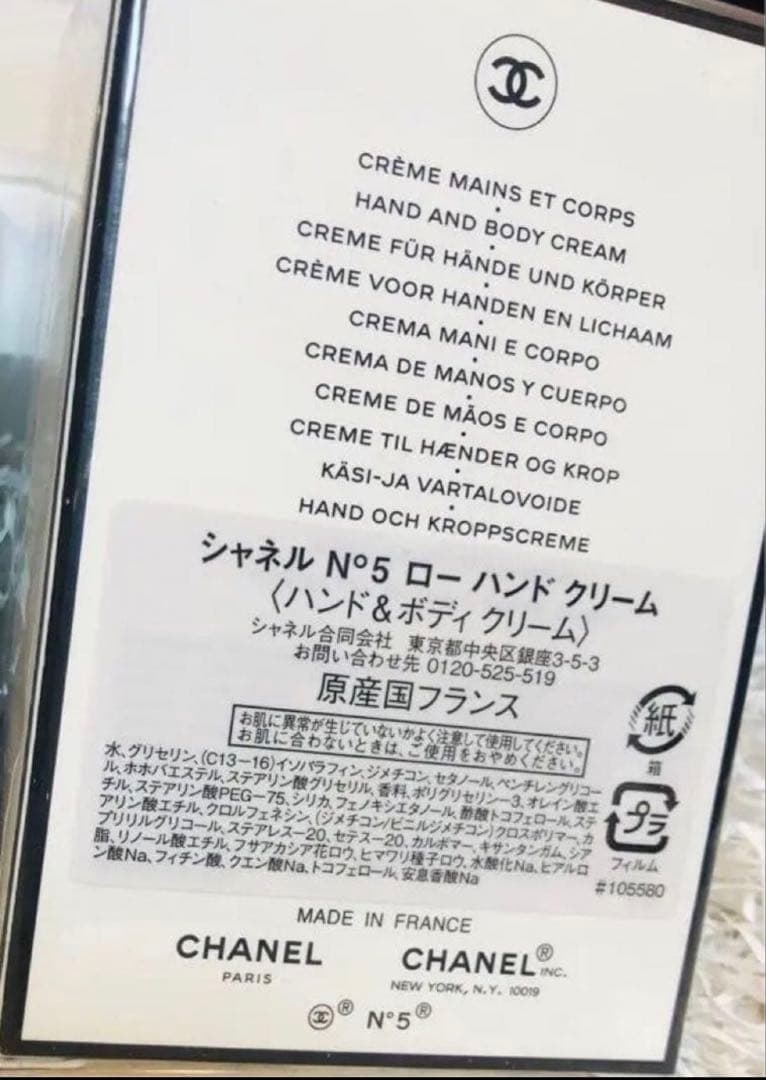 CRÈME MAINS ET CORPS
HAND AND BODY CREAM
CREME FÜR HÄNDE UND KÖRPER
CRÈME VOOR HANDEN EN LICHAAM
CREMA MANI E CORPO
CREMA DE MANOS Y CUERPO
CREME DE MÃOS E CORPO
CREME TIL HÆNDER OG KROP
KÄSI-JA VARTALOVOIDE
HAND OCH KROPPSCREME
シャネル N°5 ロー ハンド クリーム
〈ハンド&ボディ クリーム〉
シャネル合同会社 東京都中央区銀座3-5-3
お問い合わせ先 0120-525-519
原産国フランス
お肌に異常が生じていないかよく注意して使用してください。
お肌に合わないときは、ご使用をおやめください。
水、グリセリン、(C13-16)イソパラフィン、ジメチコン、セタノール、ペンチレングリコー
ル、ホホバエステル、ステアリン酸グリセリル、香料、ポリグリセリン-3、オレイン酸エ
チル、ステアリン酸PEG-75、シリカ、フェノキシエタノール、酢酸トコフェロール、ステ
アリン酸エチル、クロルフェネシン、(ジメチコン/ビニルジメチコン)クロスポリマー、カ
プリリルグリコール、ステアレス-20、セテス-20、カルボマー、キサンタンガム、シア
脂、リノール酸エチル、フサアカシア花ロウ、ヒマワリ種子ロウ、水酸化Na、ヒアルロ
ン酸Na、フィチン酸、クエン酸Na、トコフェロール、安息香酸Na
紙
箱
プラ
フィルム
#105580
MADE IN FRANCE
CHANEL
PARIS
CHANEL® INC.
NEW YORK, N.Y. 10019
® N°5®